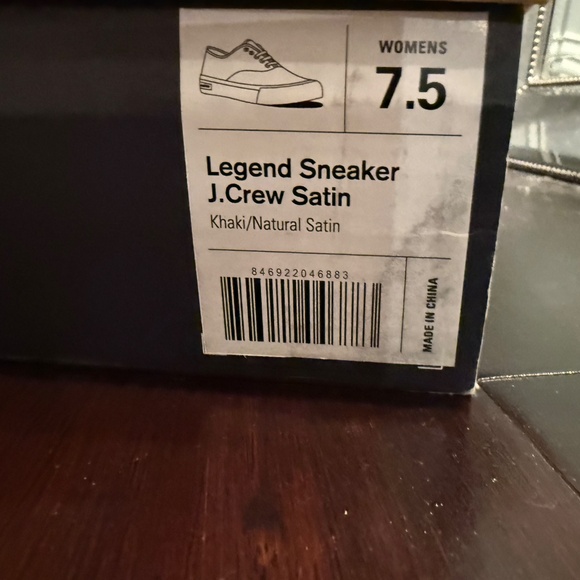 WOMENS
7.5
Legend Sneaker
J.Crew Satin
Khaki/Natural Satin
846922046883
MADE IN CHINA